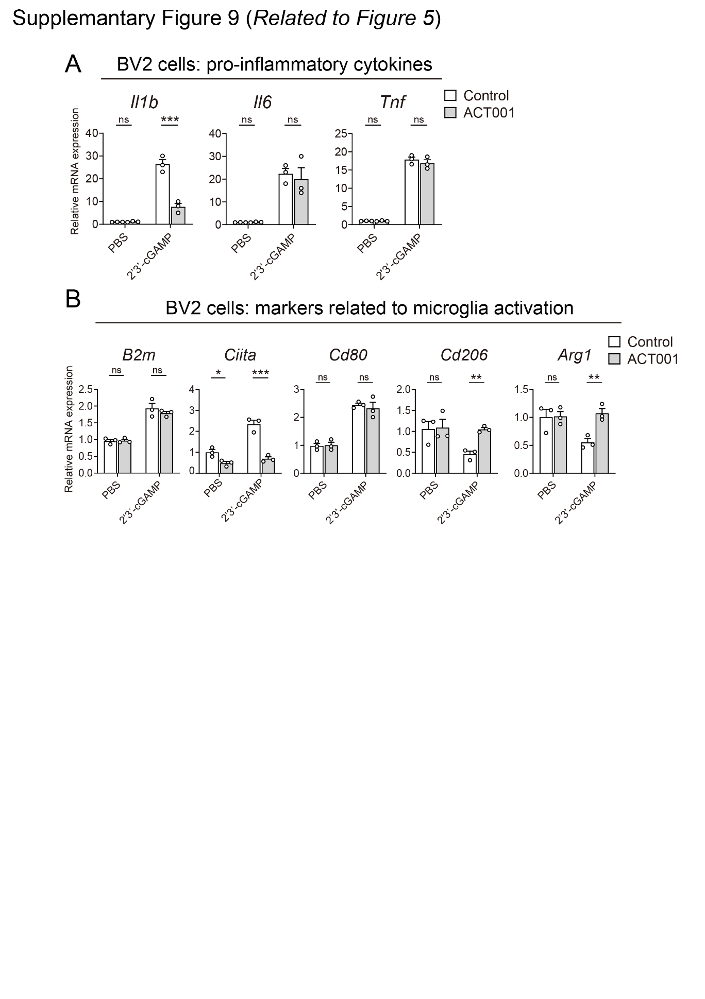 Supplemantary Figure 9 (Related to Figure 5)
A
BV2 cells: pro-inflammatory cytokines
Control
ACT001
Il1b
Il6
Tnf
ns
***
ns
ns
ns
ns
Relative mRNA expression
40
30
20
10
0
PBS
2'3'-cGAMP
40
30
20
10
0
PBS
2'3'-cGAMP
25
20
15
10
5
0
PBS
2'3'-cGAMP
B
BV2 cells: markers related to microglia activation
Control
ACT001
B2m
Ciita
Cd80
Cd206
Arg1
ns
ns
*
***
ns
ns
ns
**
ns
**
Relative mRNA expression
2.5
2.0
1.5
1.0
0.5
0.0
PBS
2'3'-cGAMP
4
3
2
1
0
PBS
2'3'-cGAMP
3
2
1
0
PBS
2'3'-cGAMP
2.0
1.5
1.0
0.5
0.0
PBS
2'3'-cGAMP
1.5
1.0
0.5
0.0
PBS
2'3'-cGAMP